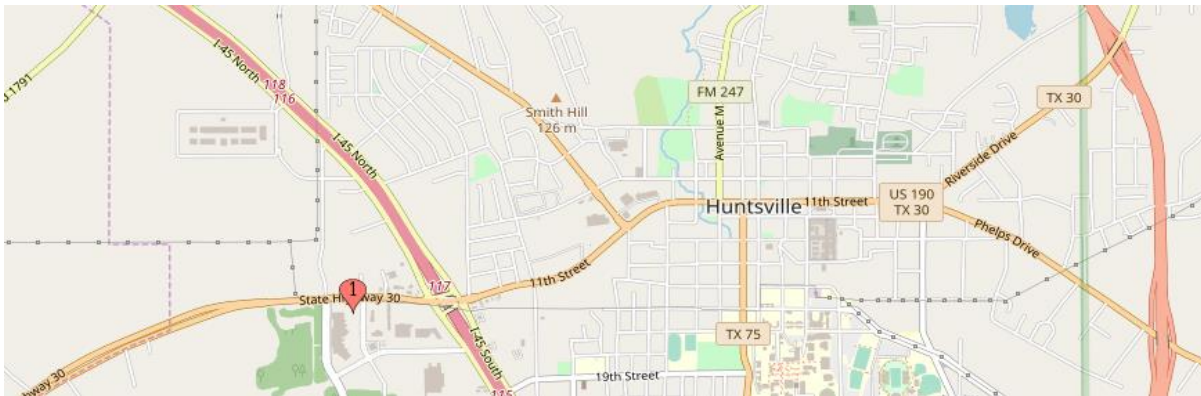 d.1791
I-45 North
118
116
I-45 North
Smith Hill
126 m
FM 247
Avenue M
TX 30
Riverside Drive
US 190
TX 30
Huntsville
11th Street
Phelps Drive
11th Street
117
1
State Highway 30
I-45 South
TX 75
19th Street
hway 30